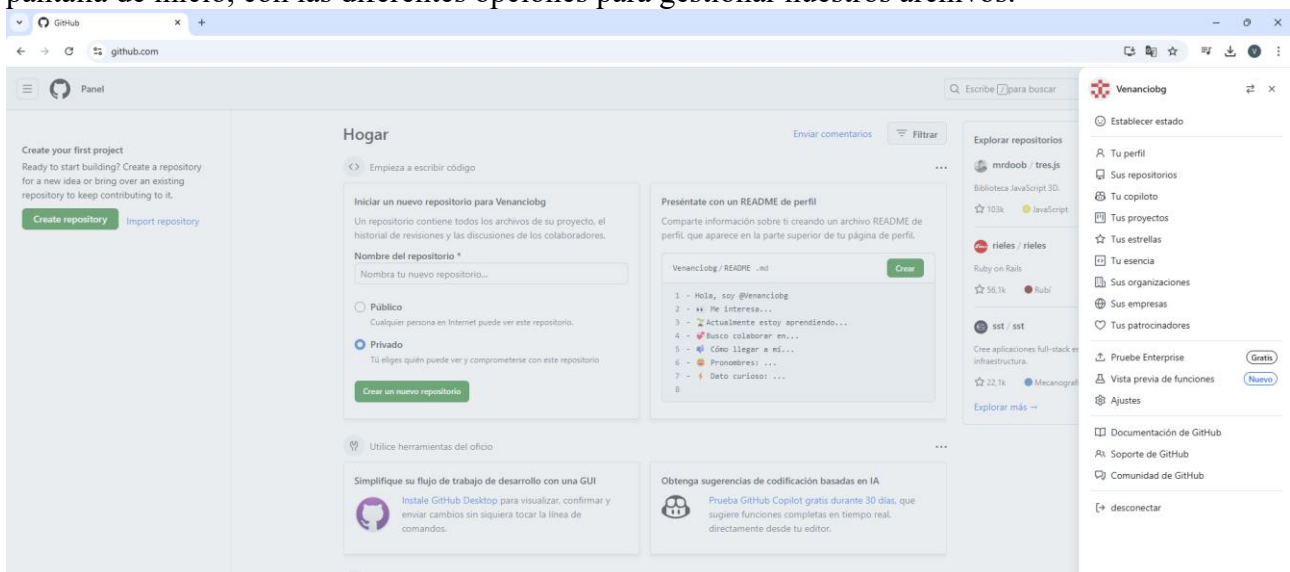 pantalla de inicio, con las diferentes opciones para gestionar nuestros archivos.
GitHub
github.com
Panel
Escribe / para buscar
Create your first project
Ready to start building? Create a repository
for a new idea or bring over an existing
repository to keep contributing to it.
Create repository
Import repository
Hogar
Enviar comentarios
Filtrar
Empieza a escribir código
Iniciar un nuevo repositorio para Venanciobg
Un repositorio contiene todos los archivos de su proyecto, el
historial de revisiones y las discusiones de los colaboradores.
Nombre del repositorio *
Nombra tu nuevo repositorio...
Público
Cualquier persona en Internet puede ver este repositorio.
Privado
Tú eliges quién puede ver y comprometerse con este repositorio
Crear un nuevo repositorio
Preséntate con un README de perfil
Comparte información sobre ti creando un archivo README de
perfil, que aparece en la parte superior de tu página de perfil.
Venanciobg / README .md
Crear
1 - Hola, soy @Venanciobg
2 - 👀 Me interesa...
3 - 🌱Actualmente estoy aprendiendo...
4 - 💞️Busco colaborar en...
5 - 📫 Cómo llegar a mí...
6 - 😄 Pronombres: ...
7 - ⚡ Dato curioso: ...
8
Utilice herramientas del oficio
Simplifique su flujo de trabajo de desarrollo con una GUI
Instale GitHub Desktop para visualizar, confirmar y
enviar cambios sin siquiera tocar la línea de
comandos.
Obtenga sugerencias de codificación basadas en IA
Prueba GitHub Copilot gratis durante 30 días, que
sugiere funciones completas en tiempo real.
directamente desde tu editor.
Explorar repositorios
mrdoob / tres.js
Biblioteca JavaScript 3D.
103k JavaScript
rieles / rieles
Ruby on Rails
56,1k Rubí
sst / sst
Cree aplicaciones full-stack en
infraestructura.
22,1k Mecanografi
Explorar más →
V
Venanciobg
Establecer estado
Tu perfil
Sus repositorios
Tu copiloto
Tus proyectos
Tus estrellas
Tu esencia
Sus organizaciones
Sus empresas
Tus patrocinadores
Pruebe Enterprise
Gratis
Vista previa de funciones
Nuevo
Ajustes
Documentación de GitHub
Soporte de GitHub
Comunidad de GitHub
desconectar